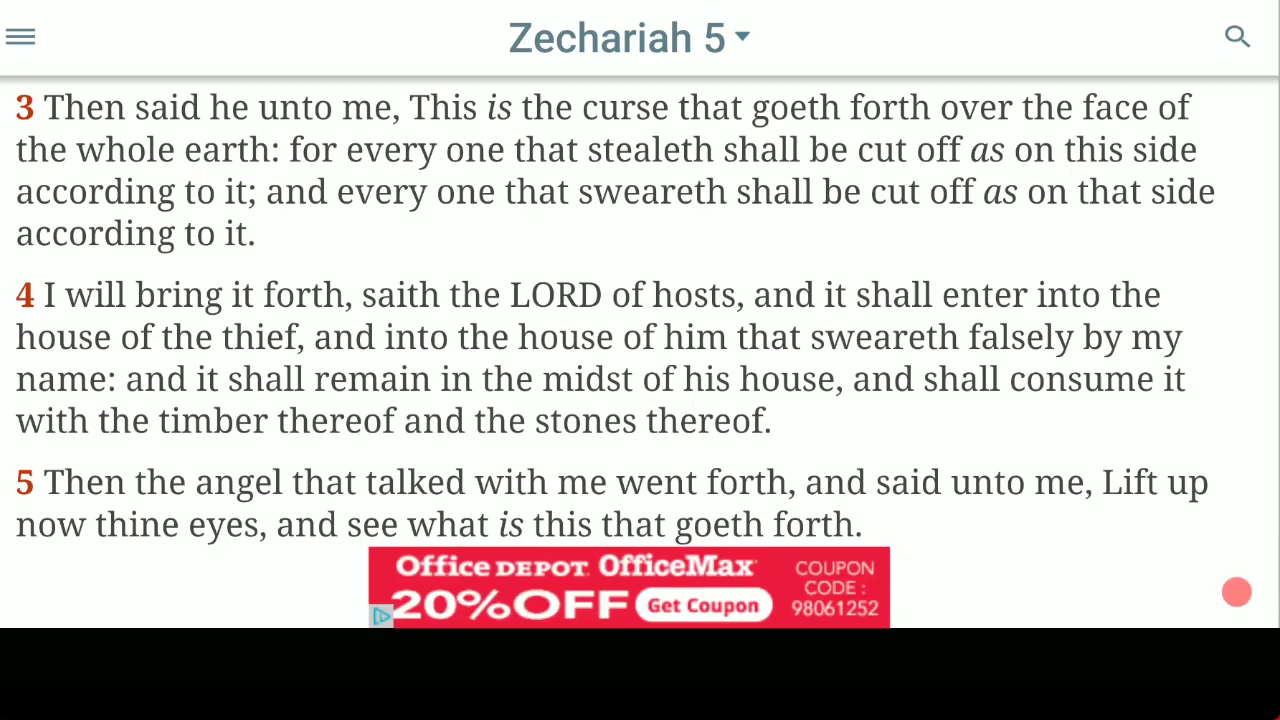 Zechariah 5
3 Then said he unto me, This is the curse that goeth forth over the face of
the whole earth: for every one that stealeth shall be cut off as on this side
according to it; and every one that sweareth shall be cut off as on that side
according to it.
4 I will bring it forth, saith the LORD of hosts, and it shall enter into the
house of the thief, and into the house of him that sweareth falsely by my
name: and it shall remain in the midst of his house, and shall consume it
with the timber thereof and the stones thereof.
5 Then the angel that talked with me went forth, and said unto me, Lift up
now thine eyes, and see what is this that goeth forth.
Office DEPOT OfficeMax
20% OFF
Get Coupon
COUPON
CODE :
98061252